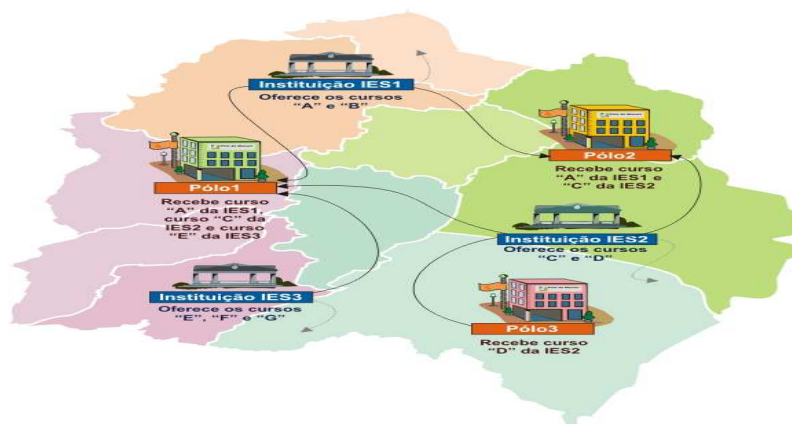 Instituição IES1
Oferece os cursos
“A” e “B”
Pólo1
Recebe curso
“A” da IES1,
curso “C” da
IES2 e curso
“E” da IES3
Pólo2
Recebe curso
“A” da IES1 e
“C” da IES2
Instituição IES2
Oferece os cursos
“C” e “D”
Instituição IES3
Oferece os cursos
“E”, “F” e “G”
Pólo3
Recebe curso
“D” da IES2